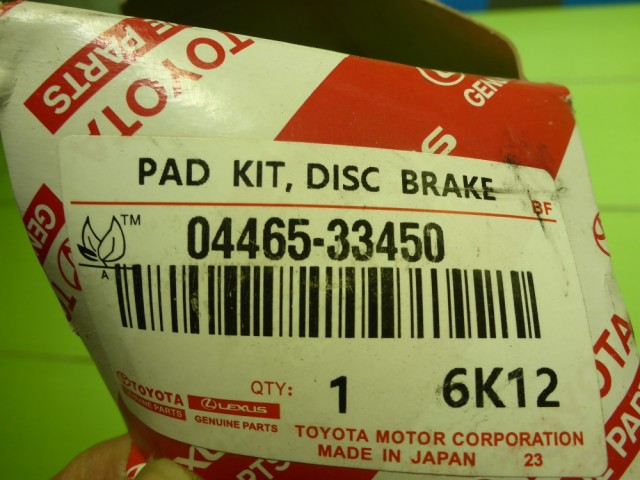 TOYOTA
GENUINE PARTS
PAD KIT, DISC BRAKE
BF
TM
04465-33450
A
TOYOTA
GENUINE PARTS
LEXUS
GENUINE PARTS
QTY: 1 6K12
TOYOTA MOTOR CORPORATION
MADE IN JAPAN 23